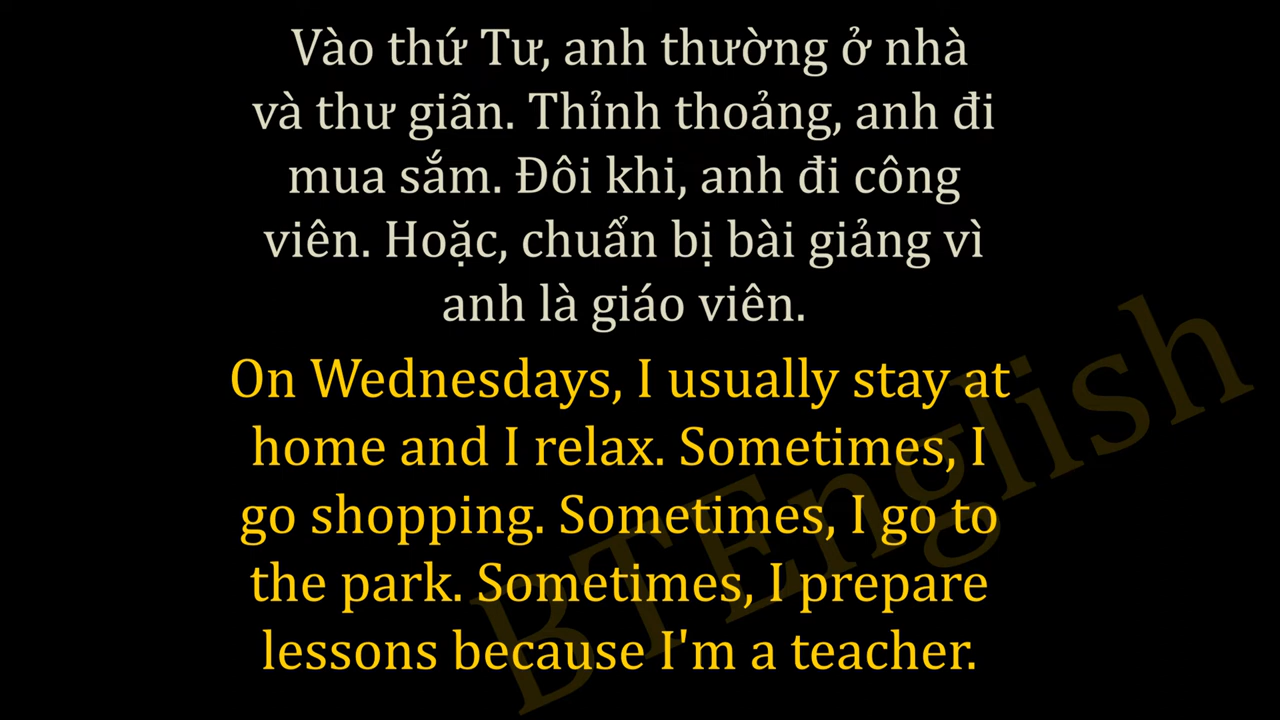 Vào thứ Tư, anh thường ở nhà
và thư giãn. Thỉnh thoảng, anh đi
mua sắm. Đôi khi, anh đi công
viên. Hoặc, chuẩn bị bài giảng vì
anh là giáo viên.
On Wednesdays, I usually stay at
home and I relax. Sometimes, I
go shopping. Sometimes, I go to
the park. Sometimes, I prepare
lessons because I'm a teacher.
BTEnglish